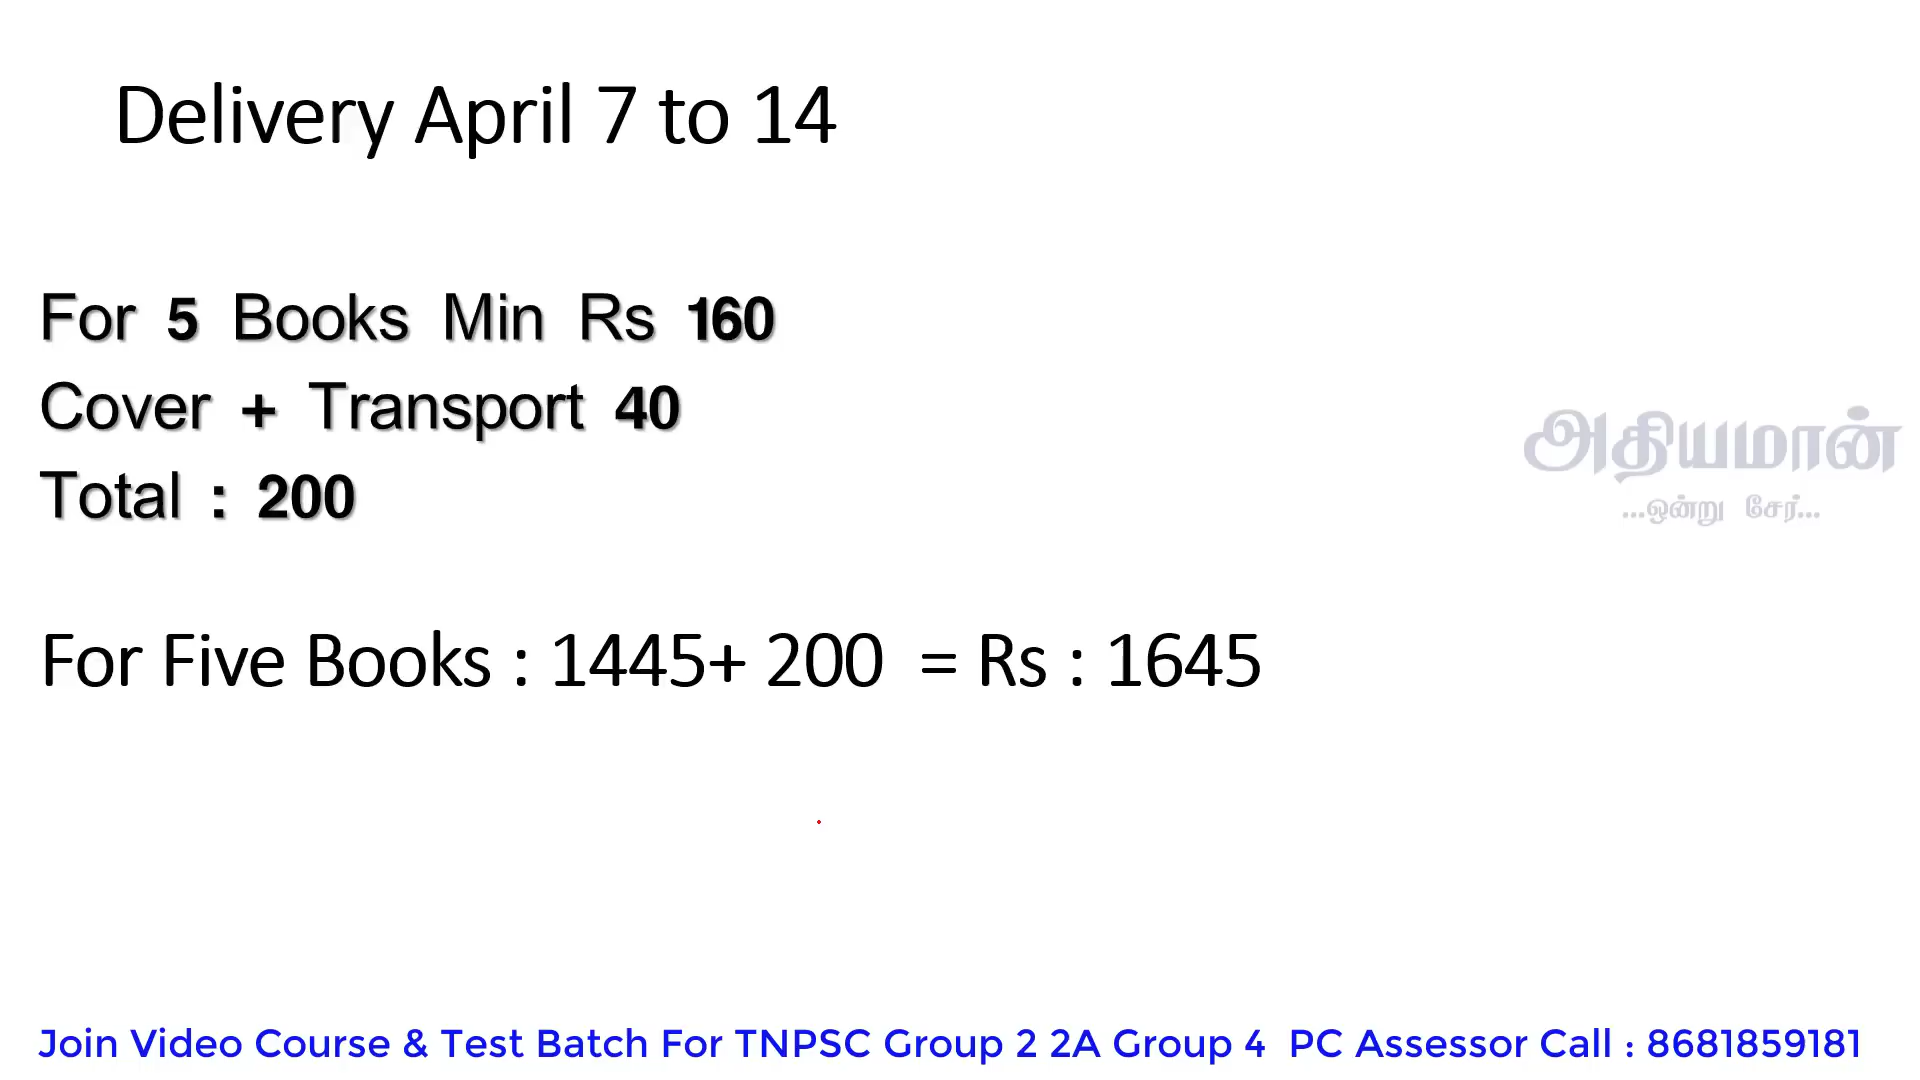 Delivery April 7 to 14
For 5 Books Min Rs 160
Cover + Transport 40
Total : 200
அதியமான்
...ஒன்று சேர்...
For Five Books : 1445+ 200 = Rs : 1645
Join Video Course & Test Batch For TNPSC Group 2 2A Group 4 PC Assessor Call : 8681859181